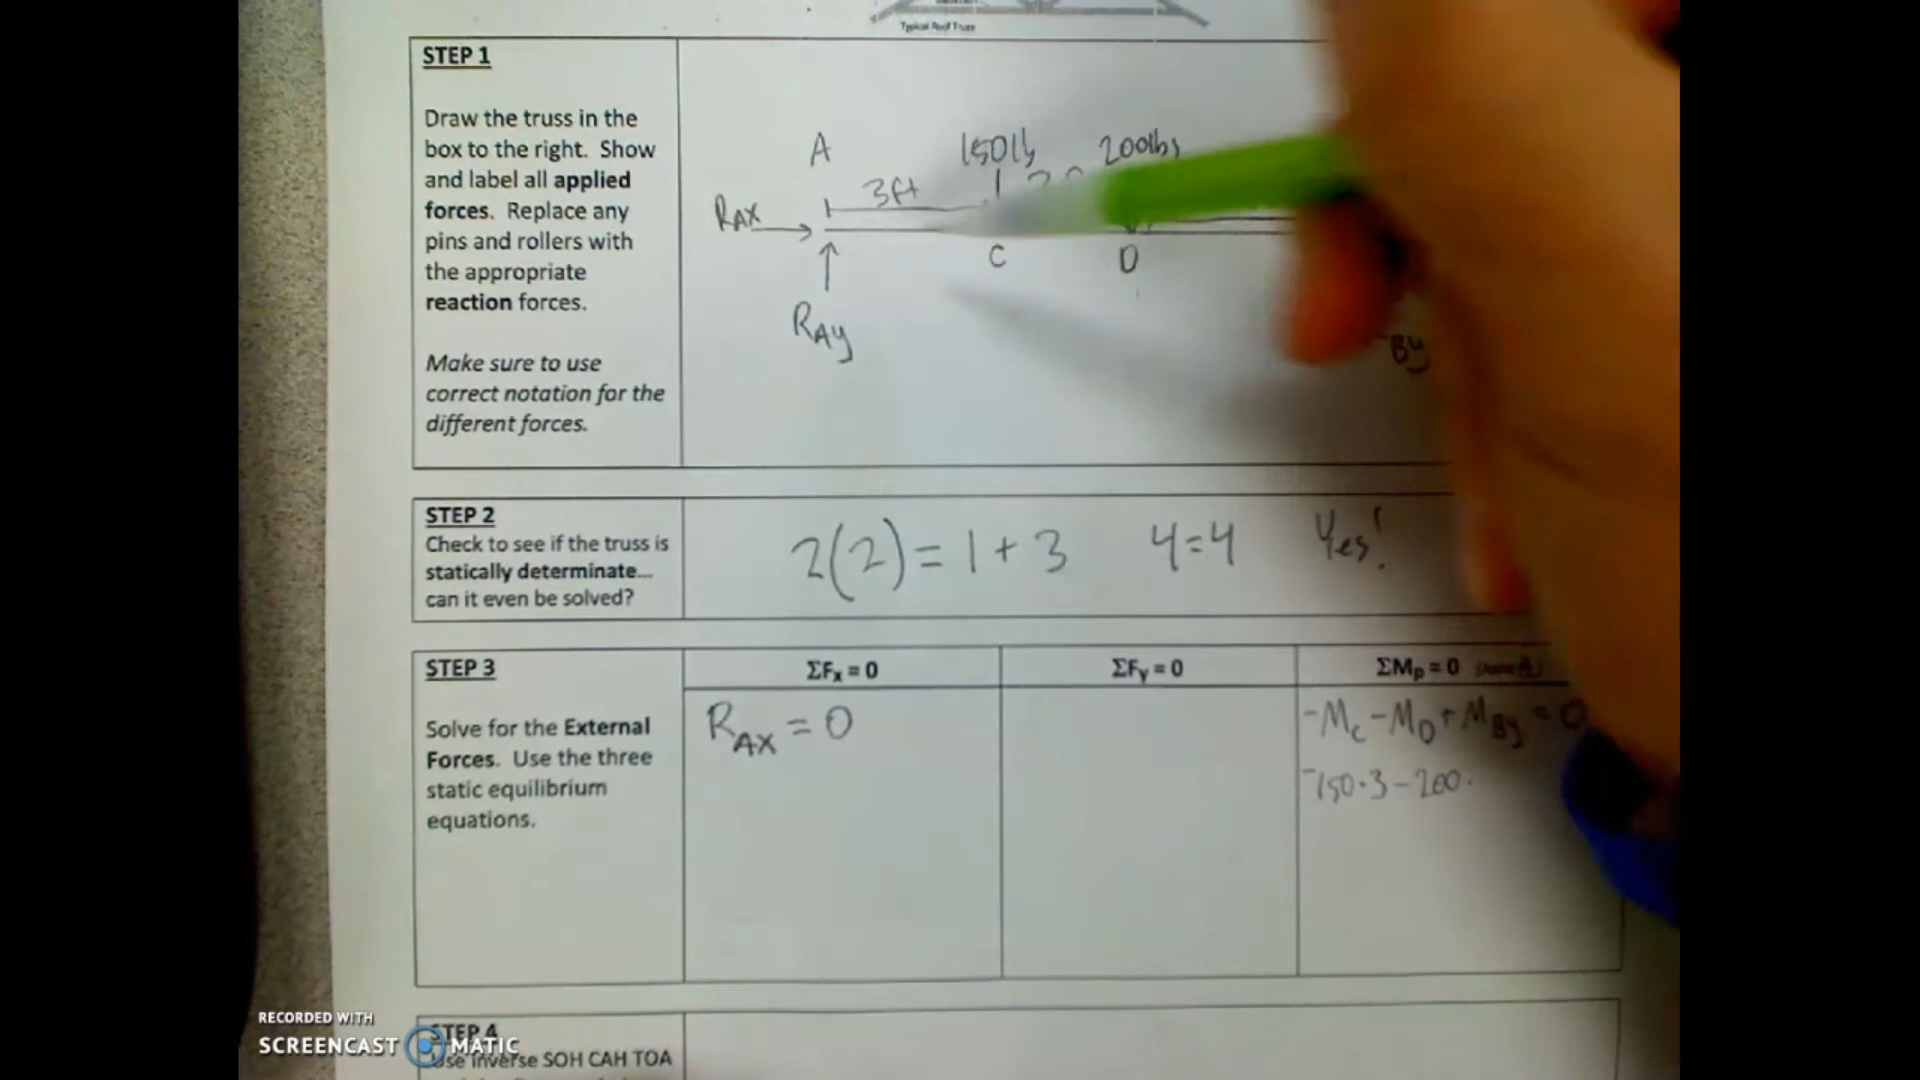 Typical Roof Truss
STEP 1
Draw the truss in the
box to the right. Show
and label all applied
forces. Replace any
pins and rollers with
the appropriate
reaction forces.
Make sure to use
correct notation for the
different forces.
A 150lb 200lbs
3ft
RAX
C D
RAy
By
STEP 2
Check to see if the truss is
statically determinate...
can it even be solved?
2(2) = 1 + 3 4=4 Yes!
STEP 3
Solve for the External
Forces. Use the three
static equilibrium
equations.
ΣFx = 0 ΣFy = 0 ΣMp = 0
RAX = 0
-MC - MD + MBy = 0
-150·3 - 200·
STEP 4
Use inverse SOH CAH TOA
RECORDED WITH
SCREENCAST MATIC